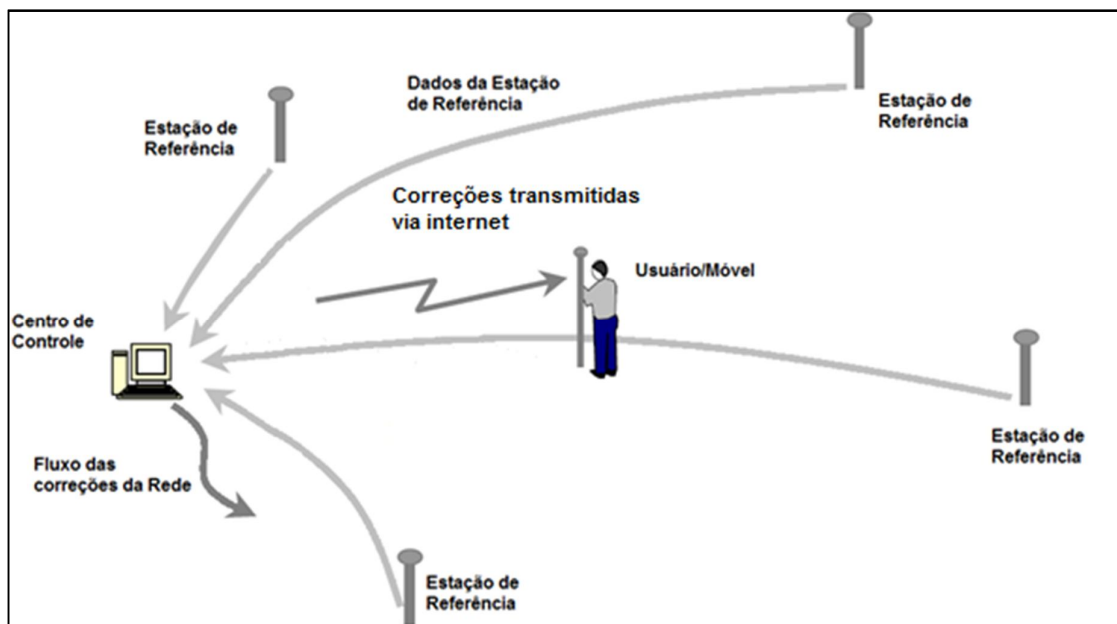 Dados da Estação
de Referência
Estação de
Referência
Estação de
Referência
Correções transmitidas
via internet
Usuário/Móvel
Centro de
Controle
Estação de
Referência
Fluxo das
correções da Rede
Estação de
Referência